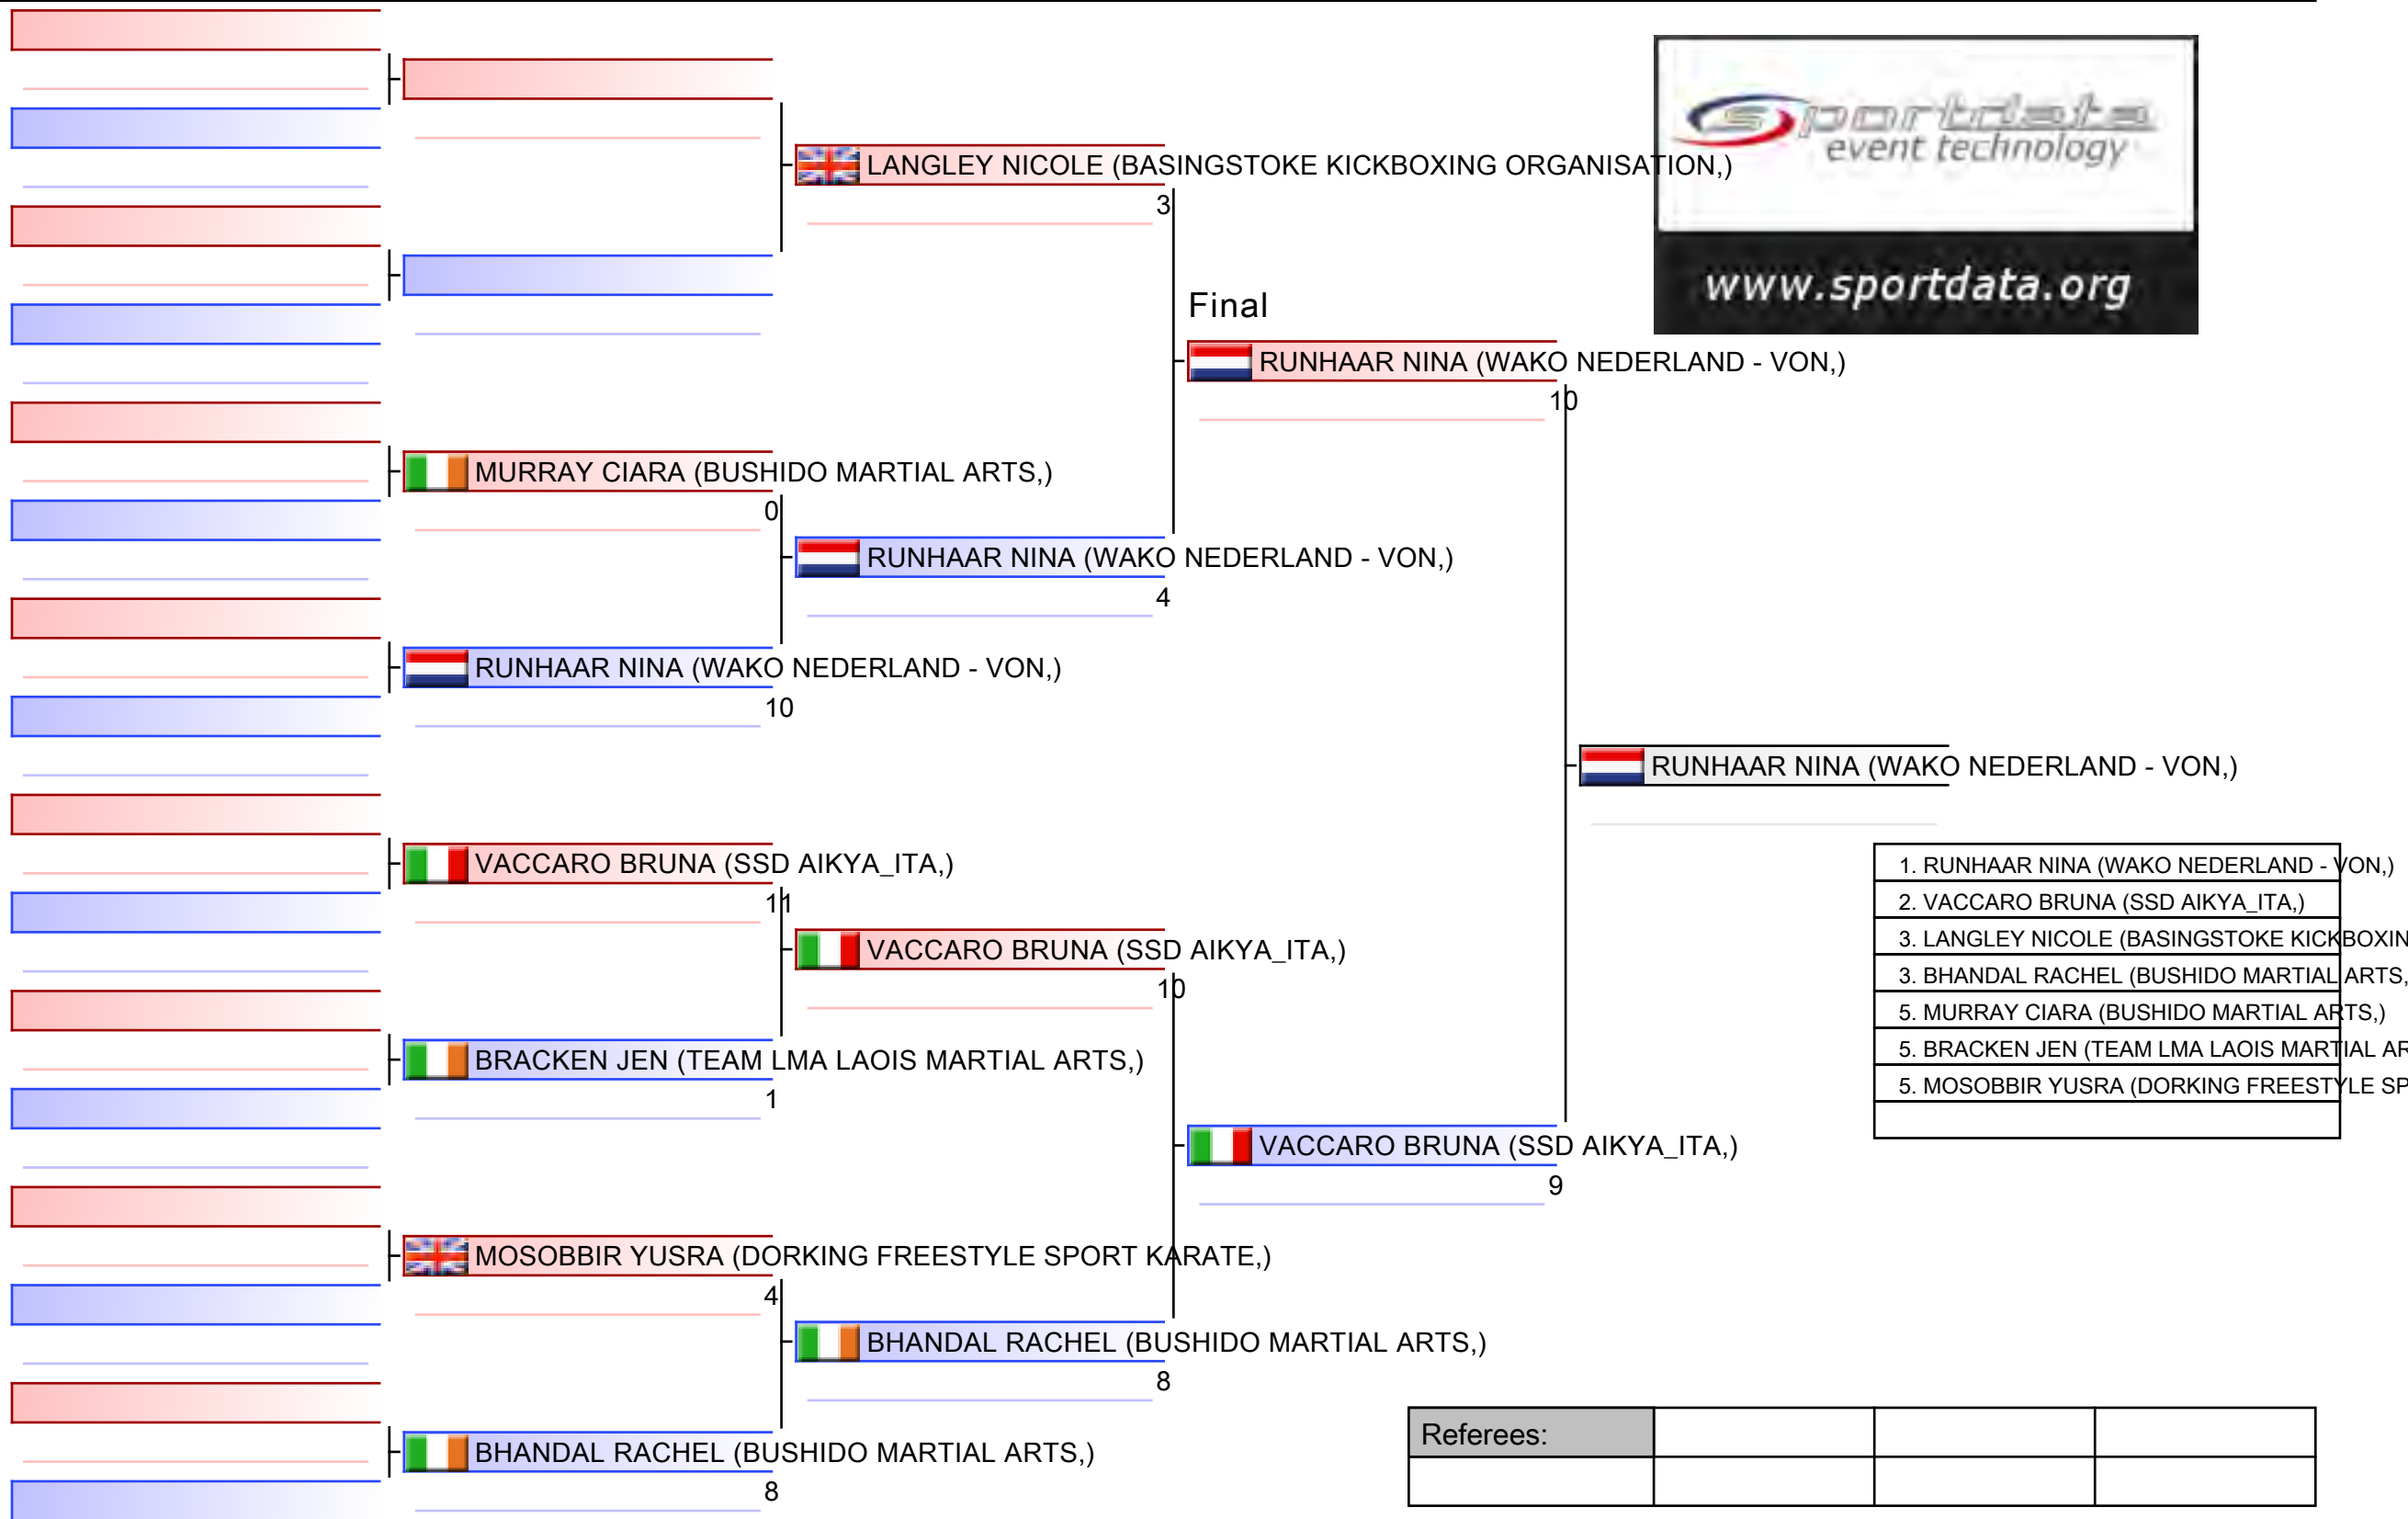 sportdata
event technology
www.sportdata.org
LANGLEY NICOLE (BASINGSTOKE KICKBOXING ORGANISATION,)
3
Final
RUNHAAR NINA (WAKO NEDERLAND - VON,)
10
MURRAY CIARA (BUSHIDO MARTIAL ARTS,)
0
RUNHAAR NINA (WAKO NEDERLAND - VON,)
4
RUNHAAR NINA (WAKO NEDERLAND - VON,)
10
RUNHAAR NINA (WAKO NEDERLAND - VON,)
VACCARO BRUNA (SSD AIKYA_ITA,)
11
VACCARO BRUNA (SSD AIKYA_ITA,)
10
BRACKEN JEN (TEAM LMA LAOIS MARTIAL ARTS,)
1
VACCARO BRUNA (SSD AIKYA_ITA,)
9
MOSOBBIR YUSRA (DORKING FREESTYLE SPORT KARATE,)
4
BHANDAL RACHEL (BUSHIDO MARTIAL ARTS,)
8
BHANDAL RACHEL (BUSHIDO MARTIAL ARTS,)
8
1. RUNHAAR NINA (WAKO NEDERLAND - VON,)
2. VACCARO BRUNA (SSD AIKYA_ITA,)
3. LANGLEY NICOLE (BASINGSTOKE KICKBOXIN
3. BHANDAL RACHEL (BUSHIDO MARTIAL ARTS,
5. MURRAY CIARA (BUSHIDO MARTIAL ARTS,)
5. BRACKEN JEN (TEAM LMA LAOIS MARTIAL AR
5. MOSOBBIR YUSRA (DORKING FREESTYLE SP
Referees: